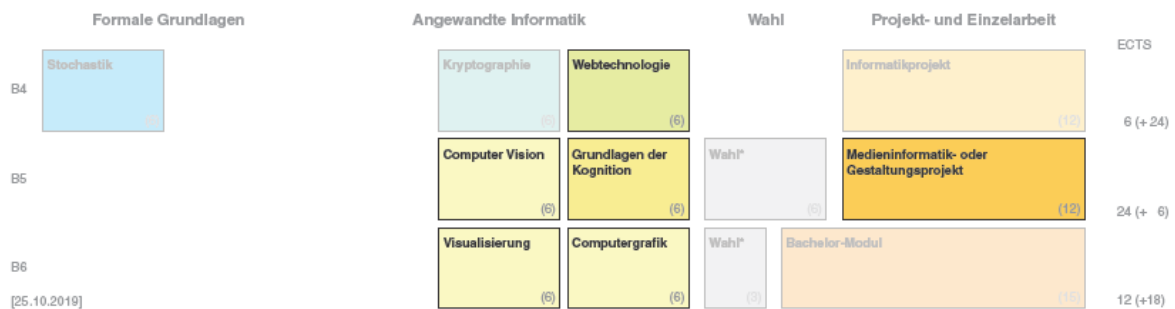 Formale Grundlagen Angewandte Informatik Wahl Projekt- und Einzelarbeit
ECTS
Stochastik Kryptographie Webtechnologie Informatikprojekt
B4
(6) (6) (12) 6 (+ 24)
Computer Vision Grundlagen der Wahl* Medieninformatik- oder
Kognition Gestaltungsprojekt
B5
(6) (6) (6) (12) 24 (+ 6)
Visualisierung Computergrafik Wahl* Bachelor-Modul
B6
[25.10.2019] (6) (6) (3) (15) 12 (+18)